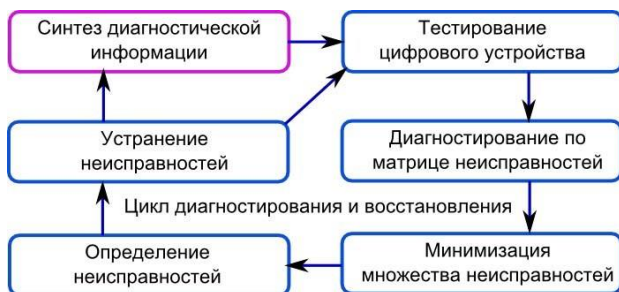 Синтез диагностической
информации
Тестирование
цифрового устройства
Устранение
неисправностей
Диагностирование по
матрице неисправностей
Цикл диагностирования и восстановления
Определение
неисправностей
Минимизация
множества неисправностей